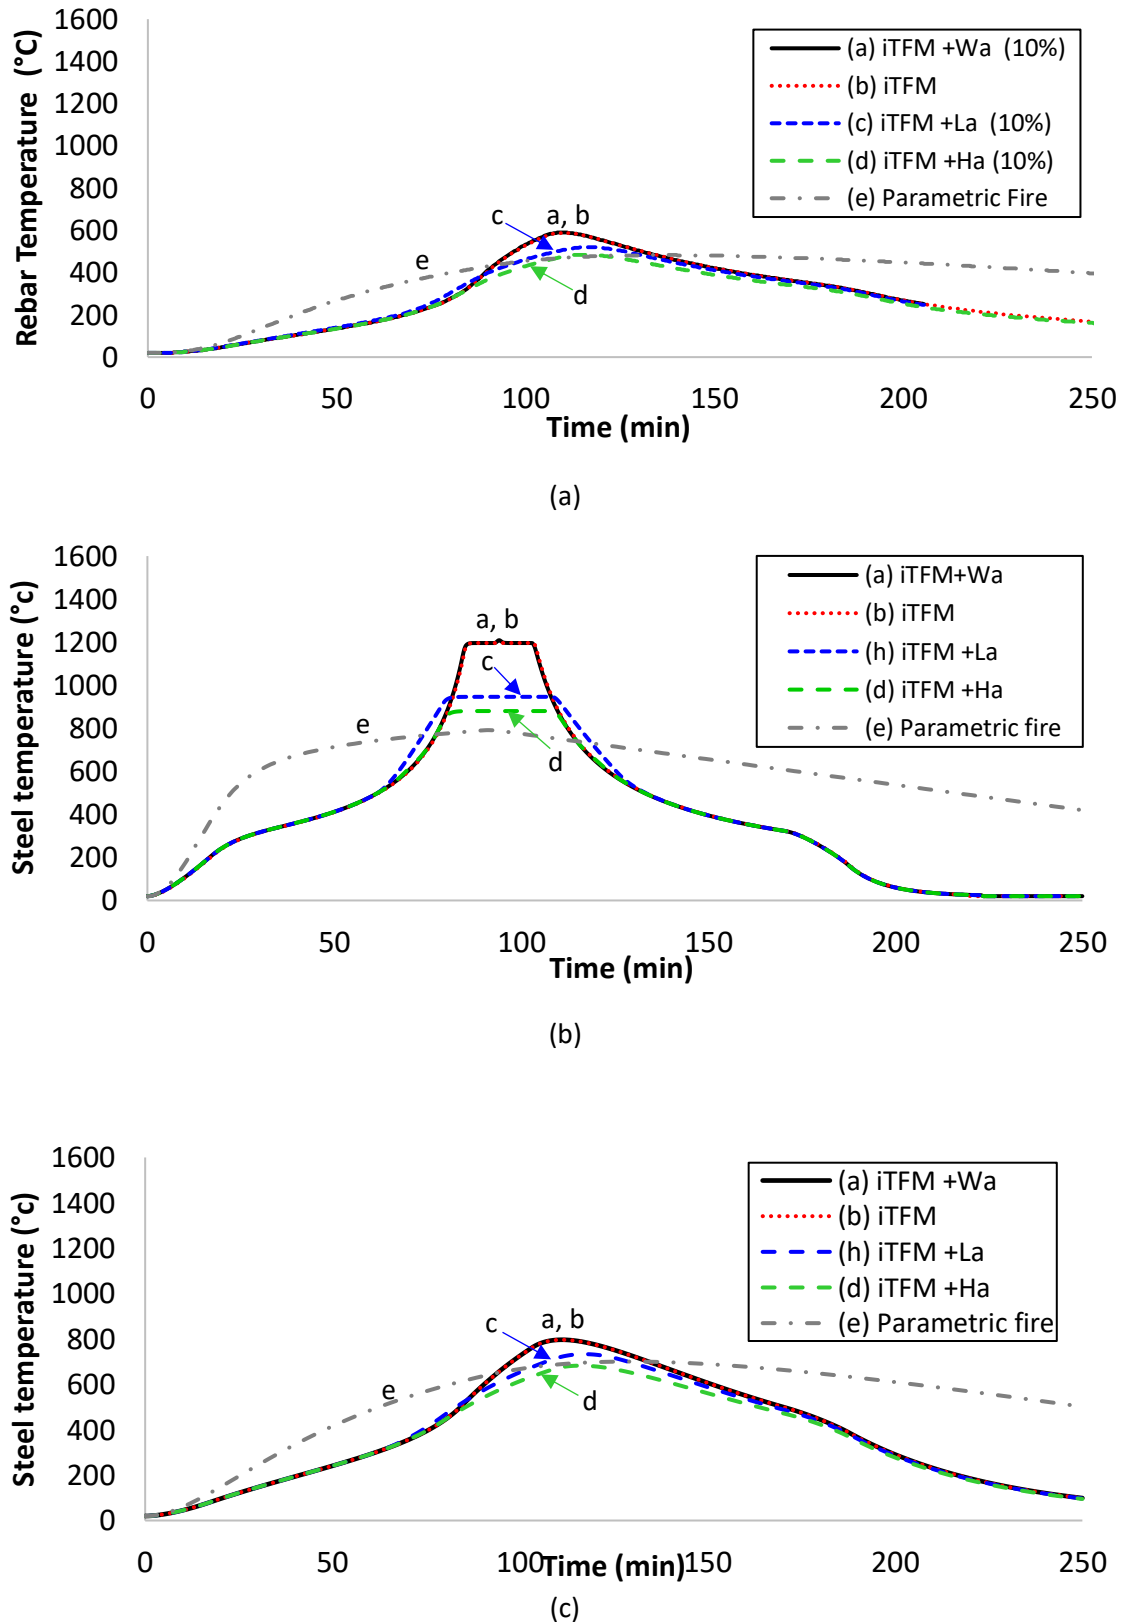 1600
1400
1200
1000
800
600
400
200
0
Rebar Temperature (°C)
(a) iTFM +Wa (10%)
(b) iTFM
(c) iTFM +La (10%)
(d) iTFM +Ha (10%)
(e) Parametric Fire
c
a, b
e
d
0 50 100 150 200 250
Time (min)
(a)
1600
1400
1200
1000
800
600
400
200
0
Steel temperature (°c)
(a) iTFM+Wa
(b) iTFM
(h) iTFM +La
(d) iTFM +Ha
(e) Parametric fire
a, b
c
e
d
0 50 100 150 200 250
Time (min)
(b)
1600
1400
1200
1000
800
600
400
200
0
Steel temperature (°c)
(a) iTFM +Wa
(b) iTFM
(h) iTFM +La
(d) iTFM +Ha
(e) Parametric fire
c
a, b
e
d
0 50 100 150 200 250
Time (min)
(c)